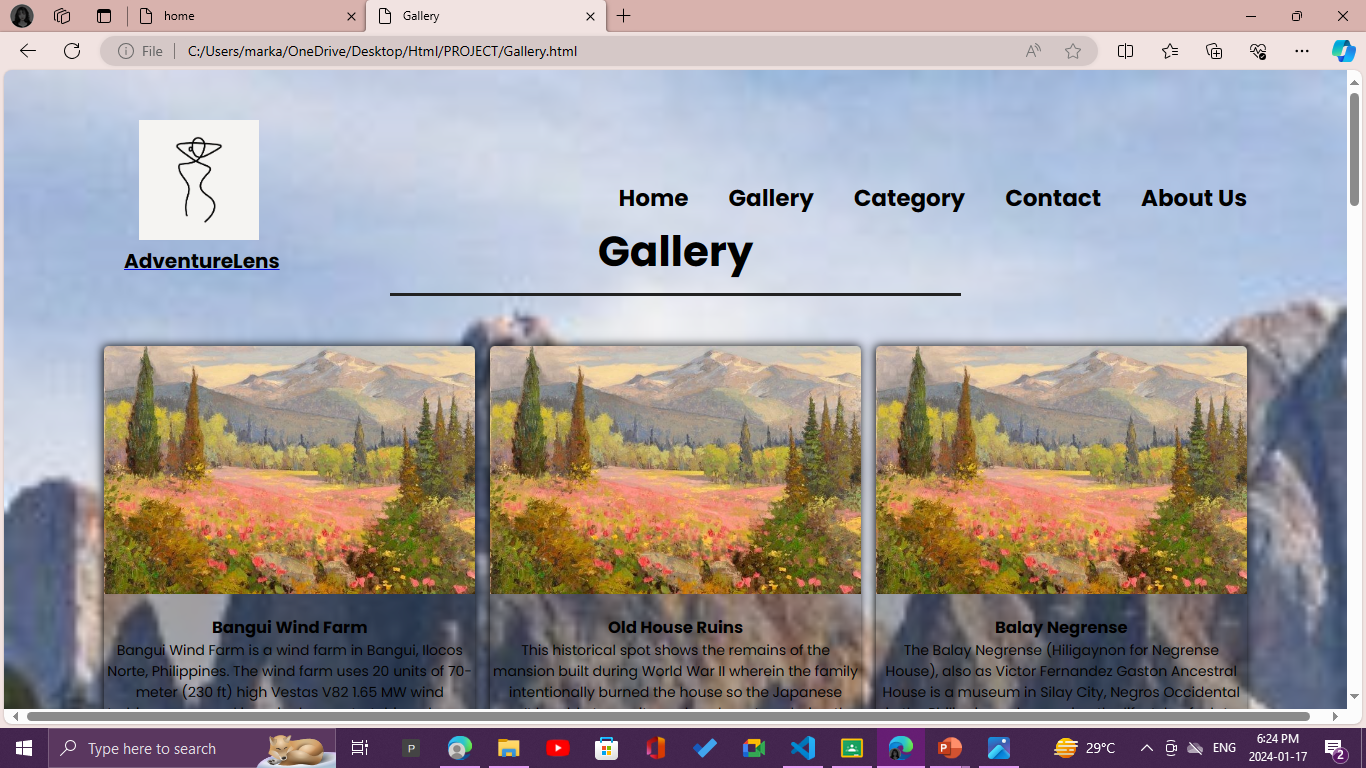 home
Gallery
File
C:/Users/marka/OneDrive/Desktop/Html/PROJECT/Gallery.html
Home Gallery Category Contact About Us
AdventureLens
Gallery
Bangui Wind Farm
Bangui Wind Farm is a wind farm in Bangui, Ilocos
Norte, Philippines. The wind farm uses 20 units of 70-
meter (230 ft) high Vestas V82 1.65 MW wind
Old House Ruins
This historical spot shows the remains of the
mansion built during World War II wherein the family
intentionally burned the house so the Japanese
Balay Negrense
The Balay Negrense (Hiligaynon for Negrense
House), also as Victor Fernandez Gaston Ancestral
House is a museum in Silay City, Negros Occidental
Type here to search
P
29°C
ENG
6:24 PM
2024-01-17
2